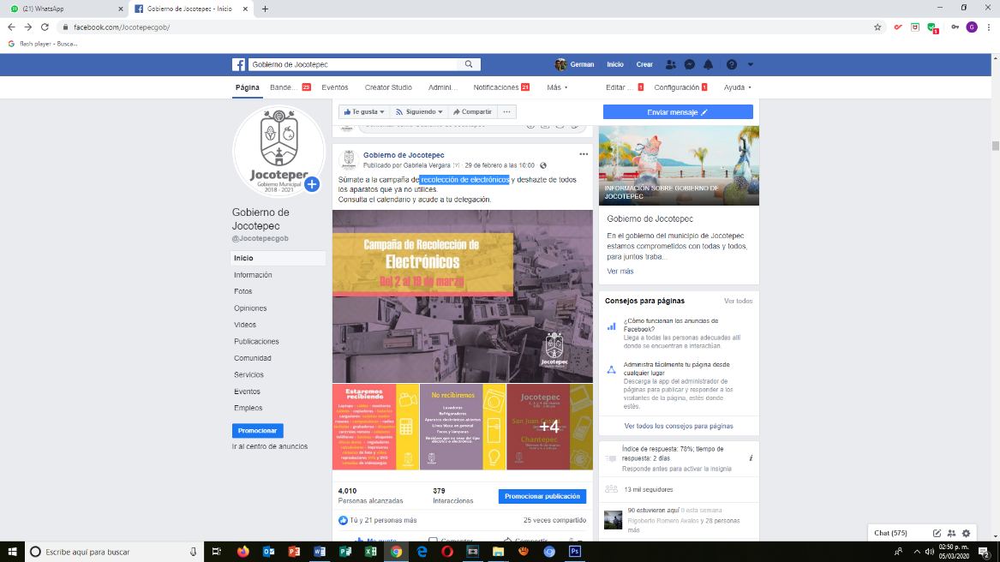 (21) WhatsApp
Gobierno de Jocotepec - Inicio
facebook.com/Jocotepecgob/
flash player - Busca...
Gobierno de Jocotepec
German
Inicio
Crear
Página
Bande... 23
Eventos
Creator Studio
Admini...
Notificaciones 21
Más
Editar ... 1
Configuración 1
Ayuda
Te gusta
Siguiendo
Compartir
Enviar mensaje
Jocotepec
Gobierno Municipal
2018 - 2021
Gobierno de
Jocotepec
@Jocotepecgob
Inicio
Información
Fotos
Opiniones
Videos
Publicaciones
Comunidad
Servicios
Eventos
Empleos
Promocionar
Ir al centro de anuncios
Gobierno de Jocotepec
Publicado por Gabriela Vergara [?] · 29 de febrero a las 10:00 ·
Súmate a la campaña de recolección de electrónicos y deshazte de todos
los aparatos que ya no utilices.
Consulta el calendario y acude a tu delegación.
Campaña de Recolección de
Electrónicos
Del 2 al 19 de marzo
Jocotepec
Estaremos
recibiendo
No recibiremos
Lavadoras
Refrigeradores
Aparatos electrónicos abiertos
Línea blaca en general
Focos y lámparas
Residuos que no sean del tipo
eléctrico o electrónico
Jocotepec
San Juan Cosalá
+4
Chantepec
4,010
Personas alcanzadas
379
Interacciones
Promocionar publicación
Tú y 21 personas más
25 veces compartido
Me gusta
Comentar
Compartir
INFORMACIÓN SOBRE GOBIERNO DE
JOCOTEPEC
Gobierno de Jocotepec
En el gobierno del municipio de Jocotepec
estamos comprometidos con todas y todos,
para juntos traba...
Ver más
Consejos para páginas
Ver todos
¿Cómo funcionan los anuncios de
Facebook?
Llega a todas las personas adecuadas allí
donde se encuentran e interactúan.
Administra fácilmente tu página desde
cualquier lugar
Descarga la app del administrador de
páginas para publicar y responder a los
visitantes de la página, estés donde
estés.
Ver todos los consejos para páginas
Índice de respuesta: 78%; tiempo de
respuesta: 2 días
Responde antes para activar la insignia
13 mil seguidores
90 estuvieron aquí 0 esta semana
Rigoberto Romero Avalos y 28 personas
más
Chat (575)
Escribe aquí para buscar
02:50 p. m.
05/03/2020